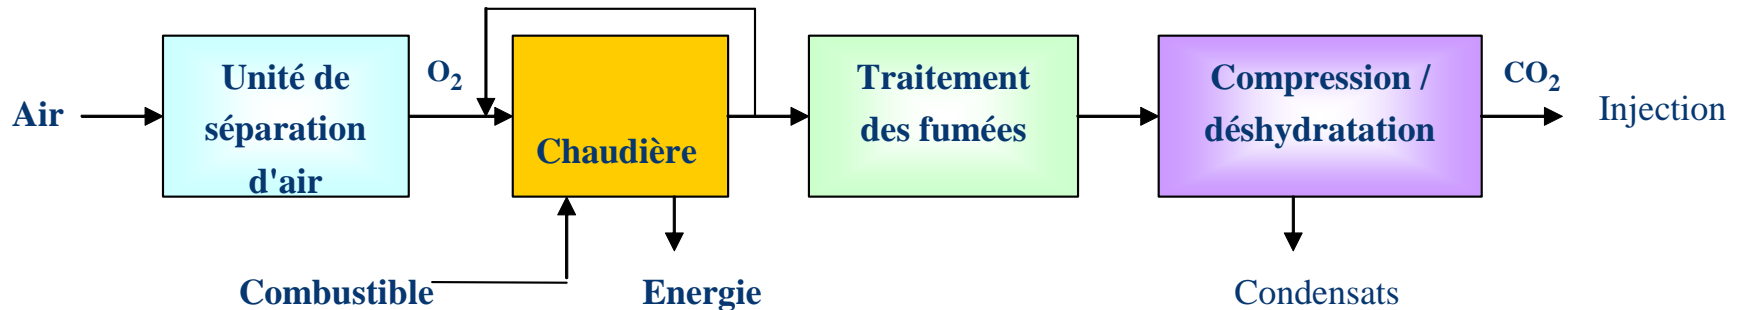 Air
Unité de
séparation
d'air
O2
Chaudière
Combustible
Energie
Traitement
des fumées
Compression /
déshydratation
Condensats
CO2
Injection